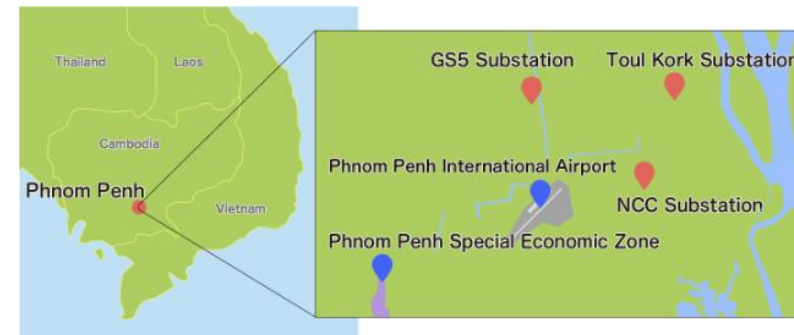 Thailand
Laos
Cambodia
Phnom Penh
Vietnam
GS5 Substation
Toul Kork Substation
Phnom Penh International Airport
NCC Substation
Phnom Penh Special Economic Zone